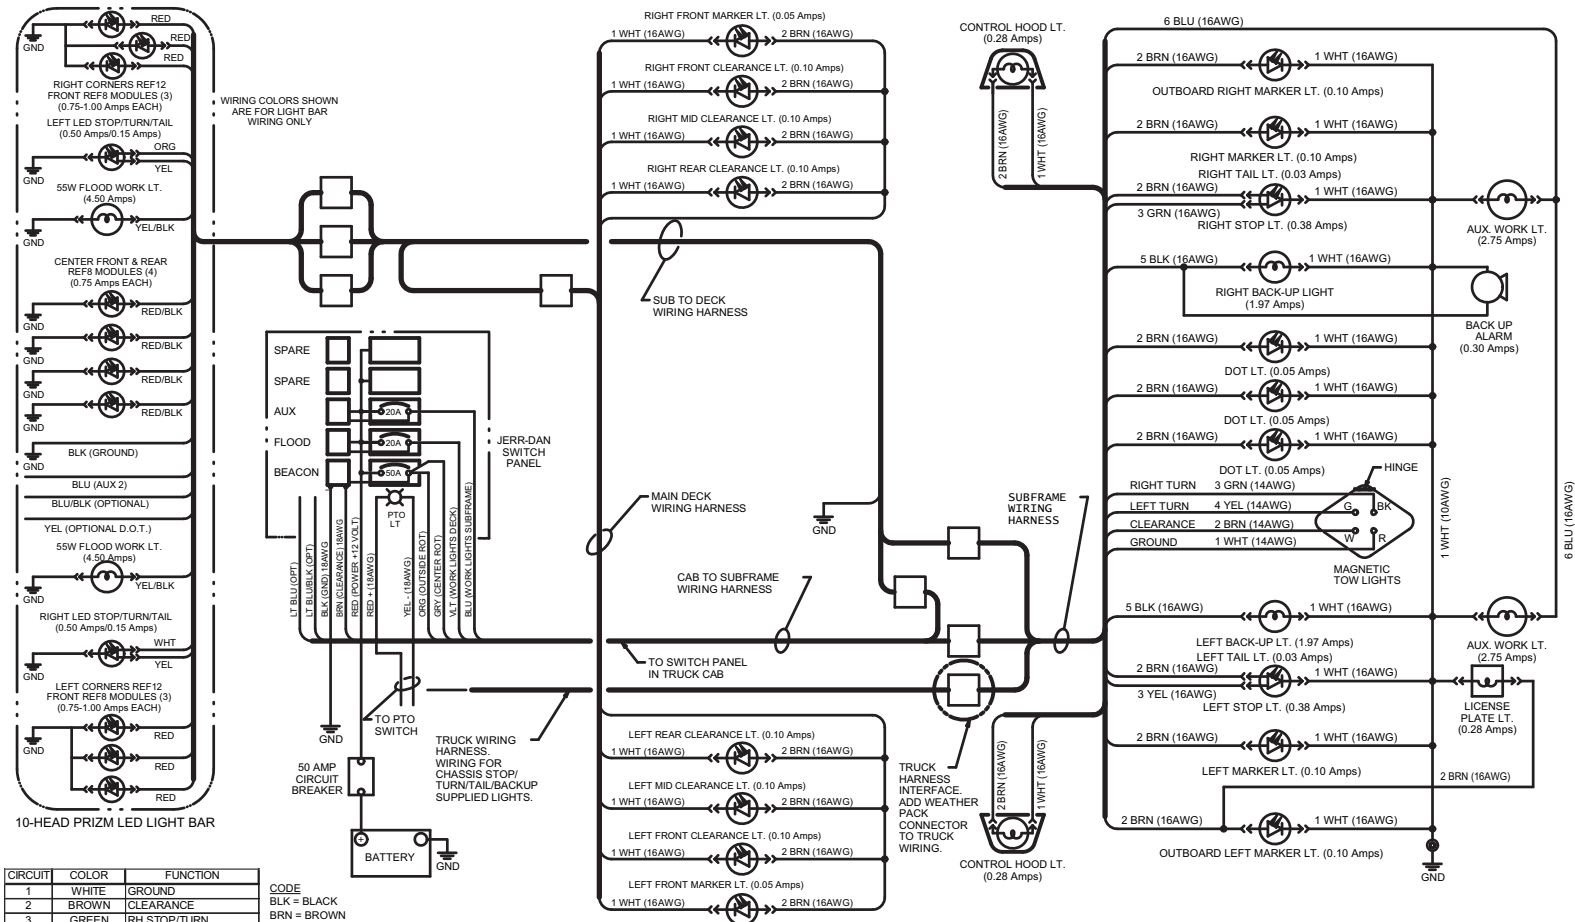 RED
GND
RED
RED
RIGHT CORNERS REF12
FRONT REF8 MODULES (3)
(0.75-1.00 Amps EACH)
WIRING COLORS SHOWN
ARE FOR LIGHT BAR
WIRING ONLY
LEFT LED STOP/TURN/TAIL
(0.50 Amps/0.15 Amps)
ORG
YEL
GND
55W FLOOD WORK LT.
(4.50 Amps)
YEL/BLK
GND
CENTER FRONT & REAR
REF8 MODULES (4)
(0.75 Amps EACH)
RED/BLK
GND
RED/BLK
GND
RED/BLK
GND
RED/BLK
GND
BLK (GROUND)
GND
BLU (AUX 2)
BLU/BLK (OPTIONAL)
YEL (OPTIONAL D.O.T.)
55W FLOOD WORK LT.
(4.50 Amps)
YEL/BLK
GND
RIGHT LED STOP/TURN/TAIL
(0.50 Amps/0.15 Amps)
WHT
YEL
GND
LEFT CORNERS REF12
FRONT REF8 MODULES (3)
(0.75-1.00 Amps EACH)
RED
GND
RED
RED
10-HEAD PRIZM LED LIGHT BAR
SPARE
SPARE
AUX
20A
FLOOD
20A
BEACON
50A
JERR-DAN
SWITCH
PANEL
PTO
LT
LT BLU (OPT)
LT BLU/BLK (OPT)
BLK (GND) 18AWG
BRN (CLEARANCE) 18AWG
RED (POWER +12 VOLT)
RED + (18AWG)
YEL - (18AWG)
ORG (OUTSIDE ROT)
GRY (CENTER ROT)
VLT (WORK LIGHTS DECK)
BLU (WORK LIGHTS SUBFRAME)
GND
TO PTO
SWITCH
50 AMP
CIRCUIT
BREAKER
+
-
BATTERY
GND
TRUCK WIRING
HARNESS.
WIRING FOR
CHASSIS STOP/
TURN/TAIL/BACKUP
SUPPLIED LIGHTS.
RIGHT FRONT MARKER LT. (0.05 Amps)
1 WHT (16AWG)
2 BRN (16AWG)
RIGHT FRONT CLEARANCE LT. (0.10 Amps)
1 WHT (16AWG)
2 BRN (16AWG)
RIGHT MID CLEARANCE LT. (0.10 Amps)
1 WHT (16AWG)
2 BRN (16AWG)
RIGHT REAR CLEARANCE LT. (0.10 Amps)
1 WHT (16AWG)
2 BRN (16AWG)
SUB TO DECK
WIRING HARNESS
MAIN DECK
WIRING HARNESS
GND
CAB TO SUBFRAME
WIRING HARNESS
TO SWITCH PANEL
IN TRUCK CAB
SUBFRAME
WIRING
HARNESS
LEFT REAR CLEARANCE LT. (0.10 Amps)
1 WHT (16AWG)
2 BRN (16AWG)
LEFT MID CLEARANCE LT. (0.10 Amps)
1 WHT (16AWG)
2 BRN (16AWG)
LEFT FRONT CLEARANCE LT. (0.10 Amps)
1 WHT (16AWG)
2 BRN (16AWG)
LEFT FRONT MARKER LT. (0.05 Amps)
1 WHT (16AWG)
2 BRN (16AWG)
TRUCK
HARNESS
INTERFACE.
ADD WEATHER
PACK
CONNECTOR
TO TRUCK
WIRING.
CONTROL HOOD LT.
(0.28 Amps)
2 BRN (16AWG)
1 WHT (16AWG)
2 BRN (16AWG)
1 WHT (16AWG)
CONTROL HOOD LT.
(0.28 Amps)
6 BLU (16AWG)
2 BRN (16AWG)
1 WHT (16AWG)
OUTBOARD RIGHT MARKER LT. (0.10 Amps)
2 BRN (16AWG)
1 WHT (16AWG)
RIGHT MARKER LT. (0.10 Amps)
RIGHT TAIL LT. (0.03 Amps)
2 BRN (16AWG)
1 WHT (16AWG)
3 GRN (16AWG)
RIGHT STOP LT. (0.38 Amps)
AUX. WORK LT.
(2.75 Amps)
5 BLK (16AWG)
1 WHT (16AWG)
RIGHT BACK-UP LIGHT
(1.97 Amps)
BACK UP
ALARM
(0.30 Amps)
2 BRN (16AWG)
1 WHT (16AWG)
DOT LT. (0.05 Amps)
2 BRN (16AWG)
1 WHT (16AWG)
DOT LT. (0.05 Amps)
2 BRN (16AWG)
1 WHT (16AWG)
DOT LT. (0.05 Amps)
HINGE
RIGHT TURN 3 GRN (14AWG)
LEFT TURN 4 YEL (14AWG)
CLEARANCE 2 BRN (14AWG)
GROUND 1 WHT (14AWG)
G
BK
W
R
MAGNETIC
TOW LIGHTS
1 WHT (10AWG)
6 BLU (16AWG)
5 BLK (16AWG)
1 WHT (16AWG)
LEFT BACK-UP LT. (1.97 Amps)
LEFT TAIL LT. (0.03 Amps)
AUX. WORK LT.
(2.75 Amps)
2 BRN (16AWG)
1 WHT (16AWG)
3 YEL (16AWG)
LEFT STOP LT. (0.38 Amps)
LICENSE
PLATE LT.
(0.28 Amps)
2 BRN (16AWG)
1 WHT (16AWG)
LEFT MARKER LT. (0.10 Amps)
2 BRN (16AWG)
2 BRN (16AWG)
1 WHT (16AWG)
OUTBOARD LEFT MARKER LT. (0.10 Amps)
GND
CIRCUIT COLOR FUNCTION
1 WHITE GROUND
2 BROWN CLEARANCE
3 GREEN RH STOP/TURN
CODE
BLK = BLACK
BRN = BROWN